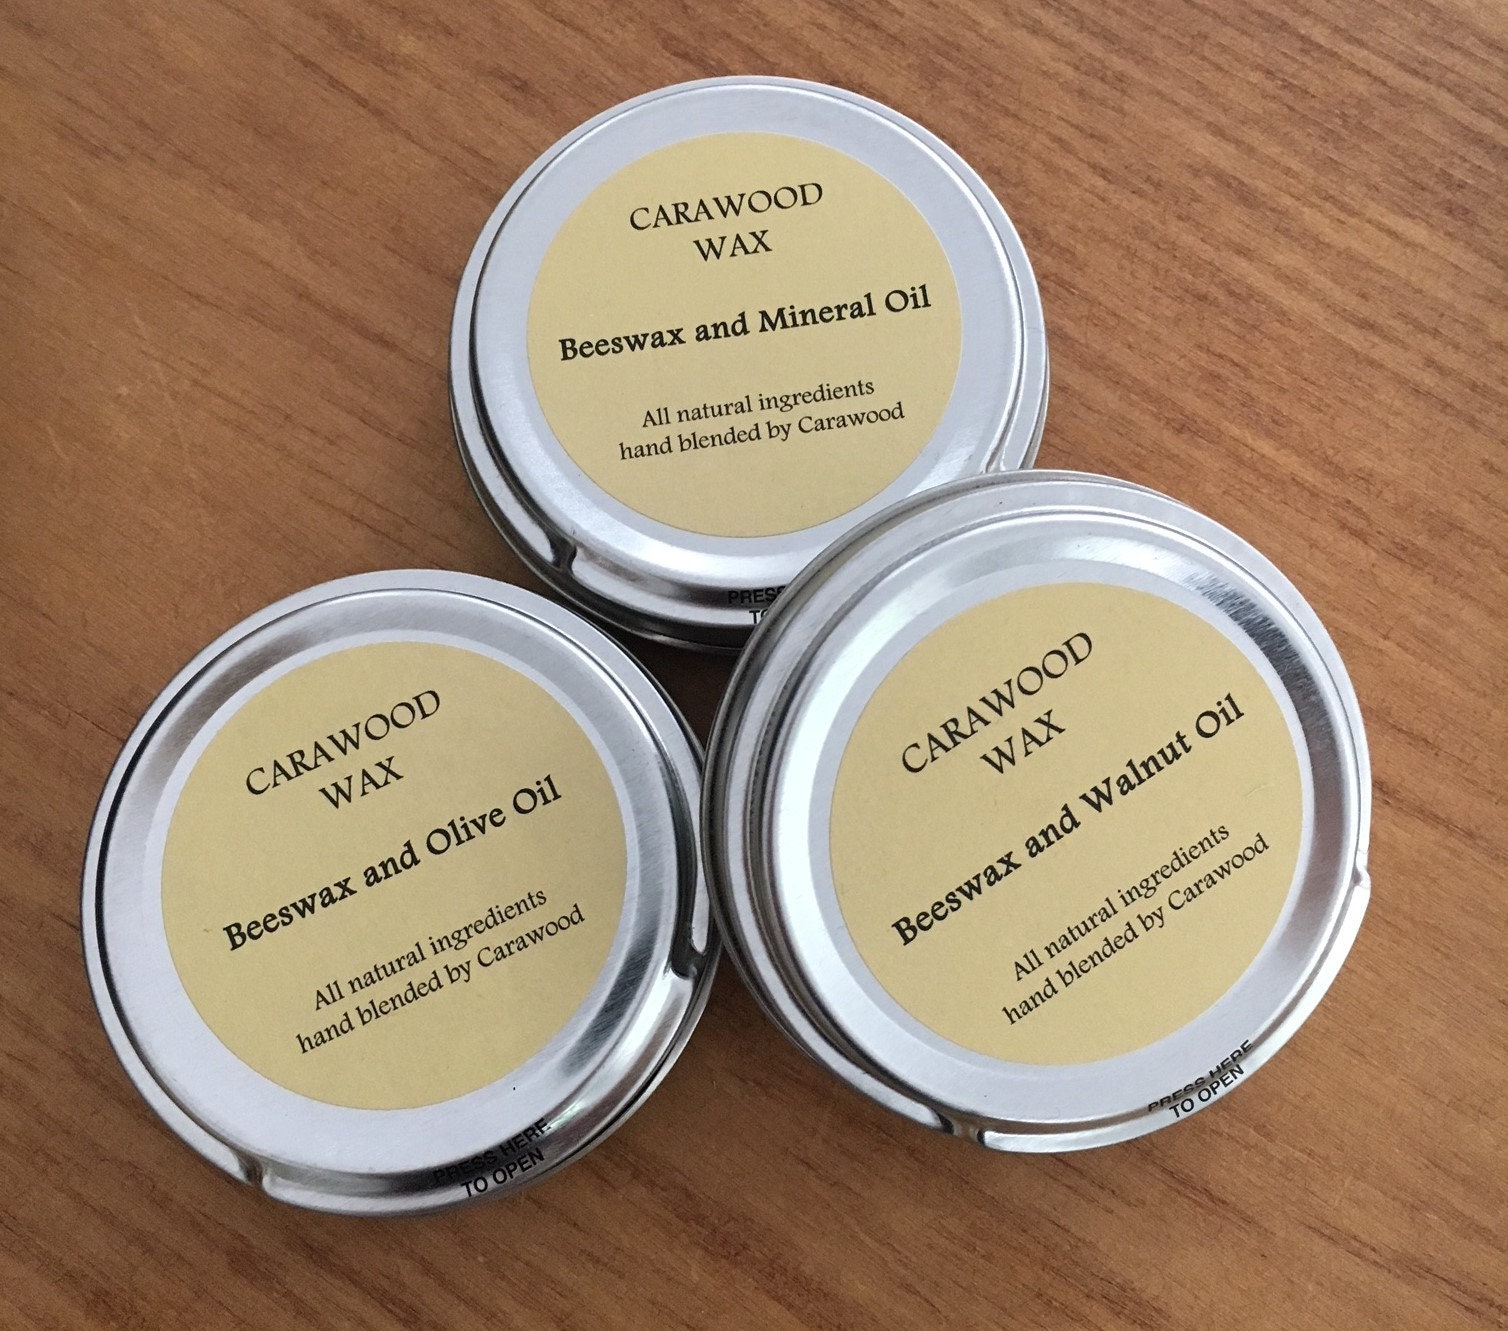 CARAWOOD
WAX
Beeswax and Mineral Oil
All natural ingredients
hand blended by Carawood
CARAWOOD
WAX
Beeswax and Olive Oil
All natural ingredients
hand blended by Carawood
PRESS HERE
TO OPEN
CARAWOOD
WAX
Beeswax and Walnut Oil
All natural ingredients
hand blended by Carawood
PRESS HERE
TO OPEN